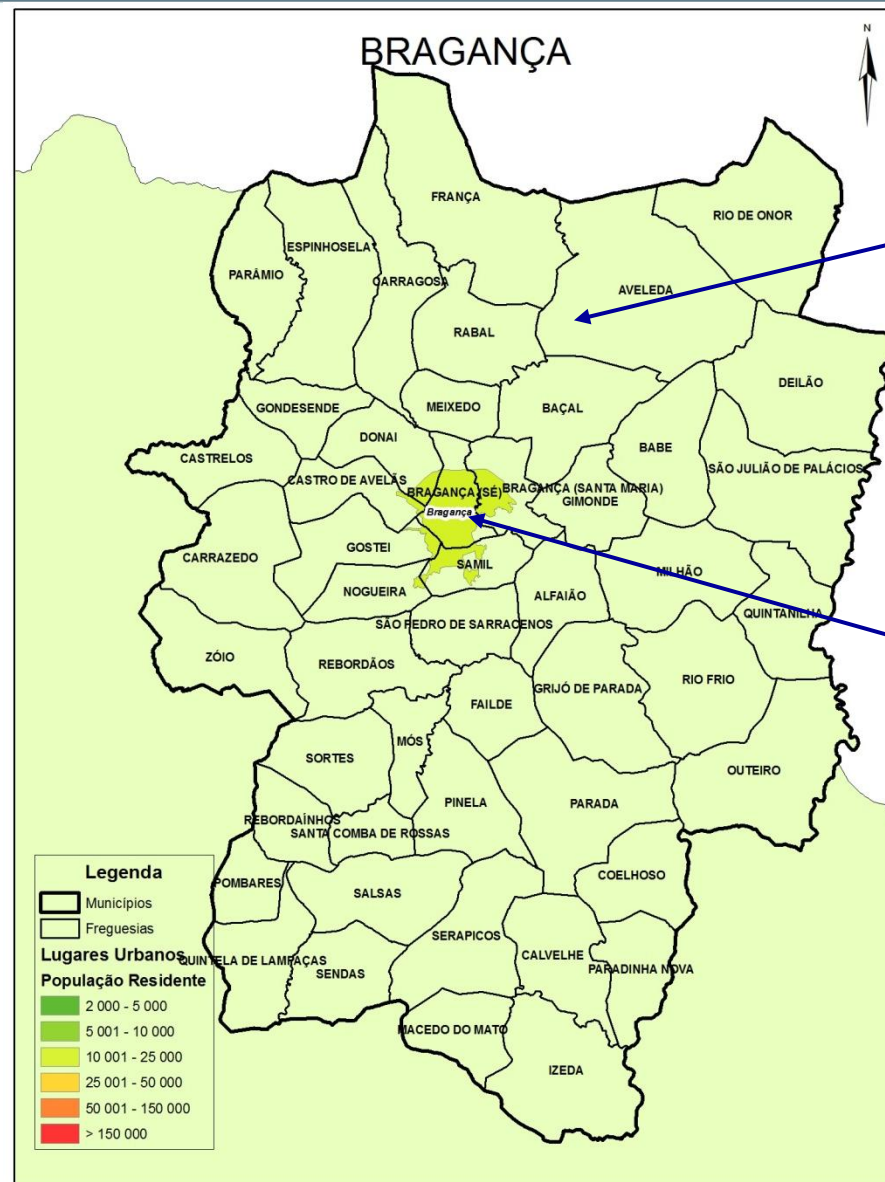 BRAGANÇA
N
FRANÇA
RIO DE ONOR
ESPINHOSELA
PARÂMIO
CARRAGOSA
AVELEDA
RABAL
DEILÃO
GONDESENDE
MEIXEDO
BAÇAL
DONAI
BABE
CASTRELOS
SÃO JULIÃO DE PALÁCIOS
CASTRO DE AVELÃS
BRAGANÇA (SÉ)
BRAGANÇA (SANTA MARIA)
GIMONDE
Bragança
CARRAZEDO
GOSTEI
SAMIL
MILHÃO
NOGUEIRA
ALFAIÃO
QUINTANILHA
SÃO PEDRO DE SARRACENOS
ZÓIO
REBORDÃOS
RIO FRIO
GRIJÓ DE PARADA
FAILDE
MÓS
SORTES
OUTEIRO
PINELA
PARADA
REBORDAÍNHOS
SANTA COMBA DE ROSSAS
COELHOSO
POMBARES
SALSAS
SERAPICOS
CALVELHE
QUINTELA DE LAMPAÇAS
SENDAS
PARADINHA NOVA
MACEDO DO MATO
IZEDA
Legenda
Municípios
Freguesias
Lugares Urbanos
População Residente
2 000 - 5 000
5 001 - 10 000
10 001 - 25 000
25 001 - 50 000
50 001 - 150 000
> 150 000